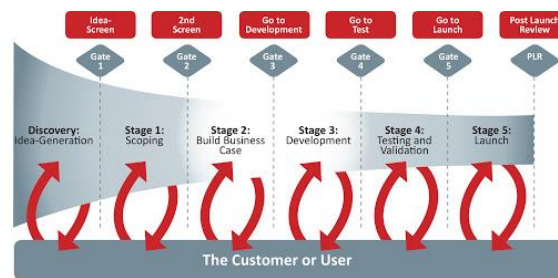 Idea-
Screen
2nd
Screen
Go to
Development
Go to
Test
Go to
Launch
Post Launch
Review
Gate
1
Gate
2
Gate
3
Gate
4
Gate
5
PLR
Discovery:
Idea-Generation
Stage 1:
Scoping
Stage 2:
Build Business
Case
Stage 3:
Development
Stage 4:
Testing and
Validation
Stage 5:
Launch
The Customer or User